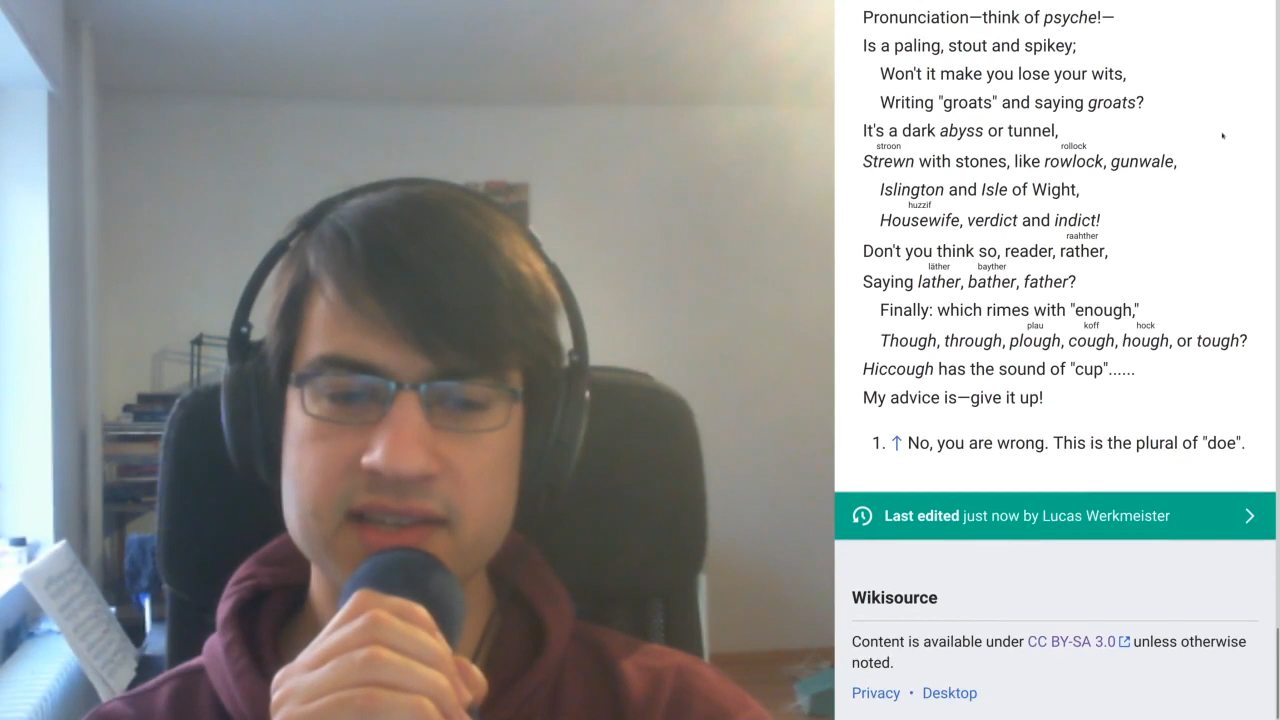 Pronunciation—think of psyche!—
Is a paling, stout and spikey;
Won't it make you lose your wits,
Writing "groats" and saying groats?
It's a dark abyss or tunnel,
stroon rollock
Strewn with stones, like rowlock, gunwale,
Islington and Isle of Wight,
huzzif
Housewife, verdict and indict!
raahther
Don't you think so, reader, rather,
läther bayther
Saying lather, bather, father?
Finally: which rimes with "enough,"
plau koff hock
Though, through, plough, cough, hough, or tough?
Hiccough has the sound of "cup"......
My advice is—give it up!
1. ↑ No, you are wrong. This is the plural of "doe".
Last edited just now by Lucas Werkmeister
Wikisource
Content is available under CC BY-SA 3.0 unless otherwise
noted.
Privacy • Desktop